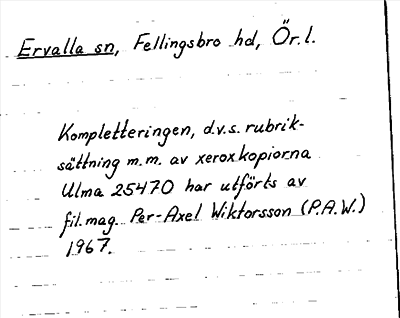 Ervalla sn, Fellingsbro hd, Ör.l.
Kompletteringen, d.v.s. rubrik-
sättning m.m. av xeroxkopiorna
Ulma 25470 har utförts av
fil.mag. Per-Axel Wiktorsson (P.A.W.)
1967.